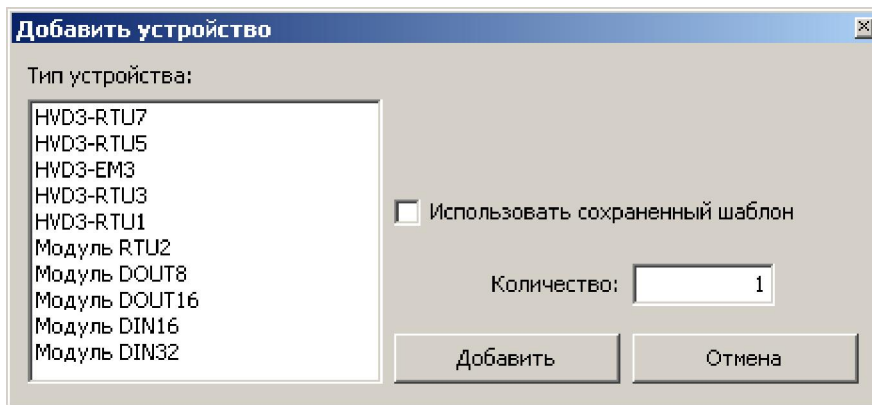 Добавить устройство
Тип устройства:
HVD3-RTU7
HVD3-RTU5
HVD3-EM3
HVD3-RTU3
HVD3-RTU1
Модуль RTU2
Модуль DOUT8
Модуль DOUT16
Модуль DIN16
Модуль DIN32
Использовать сохраненный шаблон
Количество: 1
Добавить Отмена